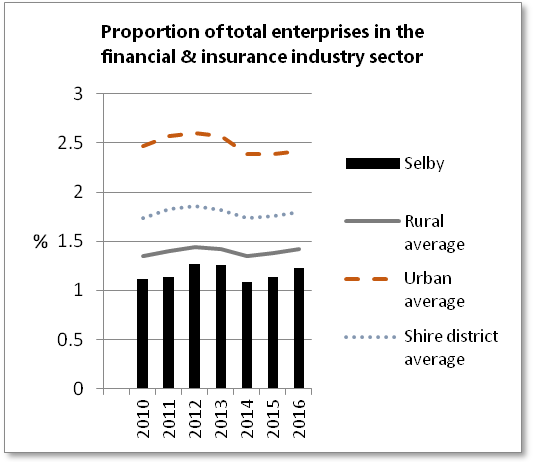 Proportion of total enterprises in the
financial & insurance industry sector
3
2.5
2
1.5
1
0.5
0
%
2010
2011
2012
2013
2014
2015
2016
Selby
Rural
average
Urban
average
Shire district
average